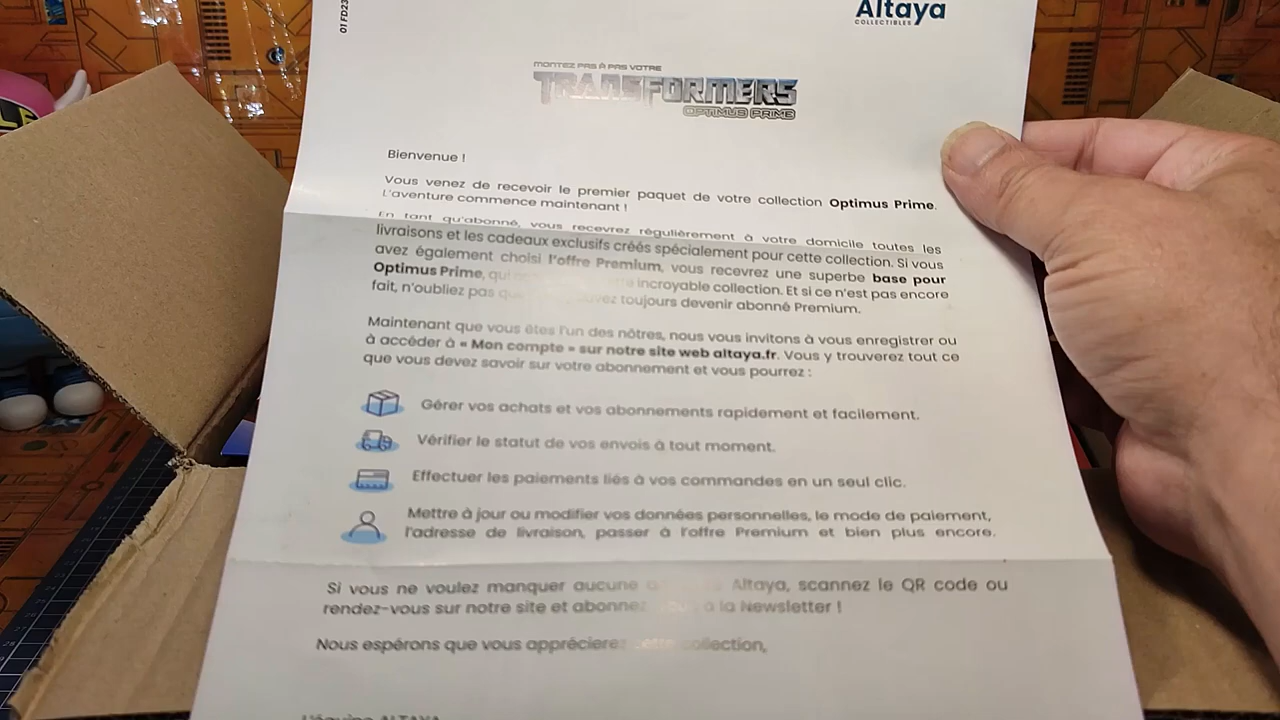 01 FD23
Altaya
COLLECTIBLES
MONTEZ PAS À PAS VOTRE
TRANSFORMERS
OPTIMUS PRIME
Bienvenue !
Vous venez de recevoir le premier paquet de votre collection Optimus Prime.
L'aventure commence maintenant !
En tant qu'abonné, vous recevrez régulièrement à votre domicile toutes les
livraisons et les cadeaux exclusifs créés spécialement pour cette collection. Si vous
avez également choisi l'offre Premium, vous recevrez une superbe base pour
Optimus Prime, incroyable collection. Et si ce n'est pas encore
fait, n'oubliez pas que toujours devenir abonné Premium.
Maintenant que vous êtes l'un des nôtres, nous vous invitons à vous enregistrer ou
à accéder à « Mon compte » sur notre site web altaya.fr. Vous y trouverez tout ce
que vous devez savoir sur votre abonnement et vous pourrez :
Gérer vos achats et vos abonnements rapidement et facilement.
Vérifier le statut de vos envois à tout moment.
Effectuer les paiements liés à vos commandes en un seul clic.
Mettre à jour ou modifier vos données personnelles, le mode de paiement,
l'adresse de livraison, passer à l'offre Premium et bien plus encore.
Si vous ne voulez manquer aucune Altaya, scannez le QR code ou
rendez-vous sur notre site et abonnez à la Newsletter !
Nous espérons que vous apprécierez cette collection,
L'équipe ALTAYA